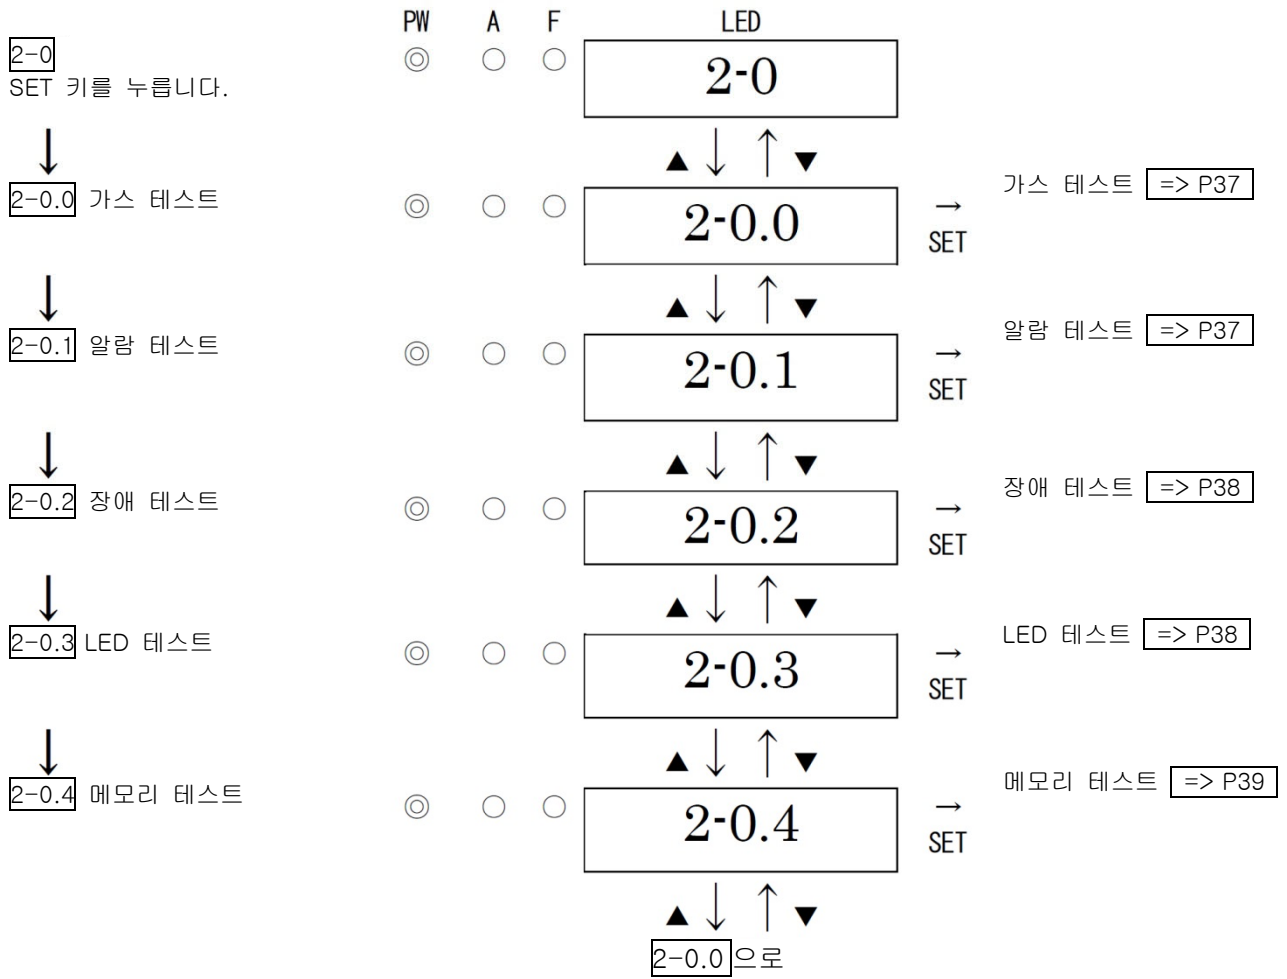 PW A F LED
2-0
SET 키를 누릅니다.
◎ ○ ○ 2-0
↓ ▲ ↓ ↑ ▼
2-0.0 가스 테스트
◎ ○ ○ 2-0.0
→
SET
가스 테스트 => P37
↓ ▲ ↓ ↑ ▼
2-0.1 알람 테스트
◎ ○ ○ 2-0.1
→
SET
알람 테스트 => P37
↓ ▲ ↓ ↑ ▼
2-0.2 장애 테스트
◎ ○ ○ 2-0.2
→
SET
장애 테스트 => P38
↓ ▲ ↓ ↑ ▼
2-0.3 LED 테스트
◎ ○ ○ 2-0.3
→
SET
LED 테스트 => P38
↓ ▲ ↓ ↑ ▼
2-0.4 메모리 테스트
◎ ○ ○ 2-0.4
→
SET
메모리 테스트 => P39
▲ ↓ ↑ ▼
2-0.0 으로